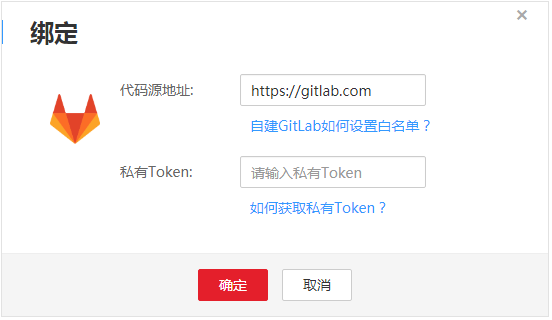 绑定
代码源地址:
https://gitlab.com
自建GitLab如何设置白名单？
私有Token:
请输入私有Token
如何获取私有Token？
确定
取消